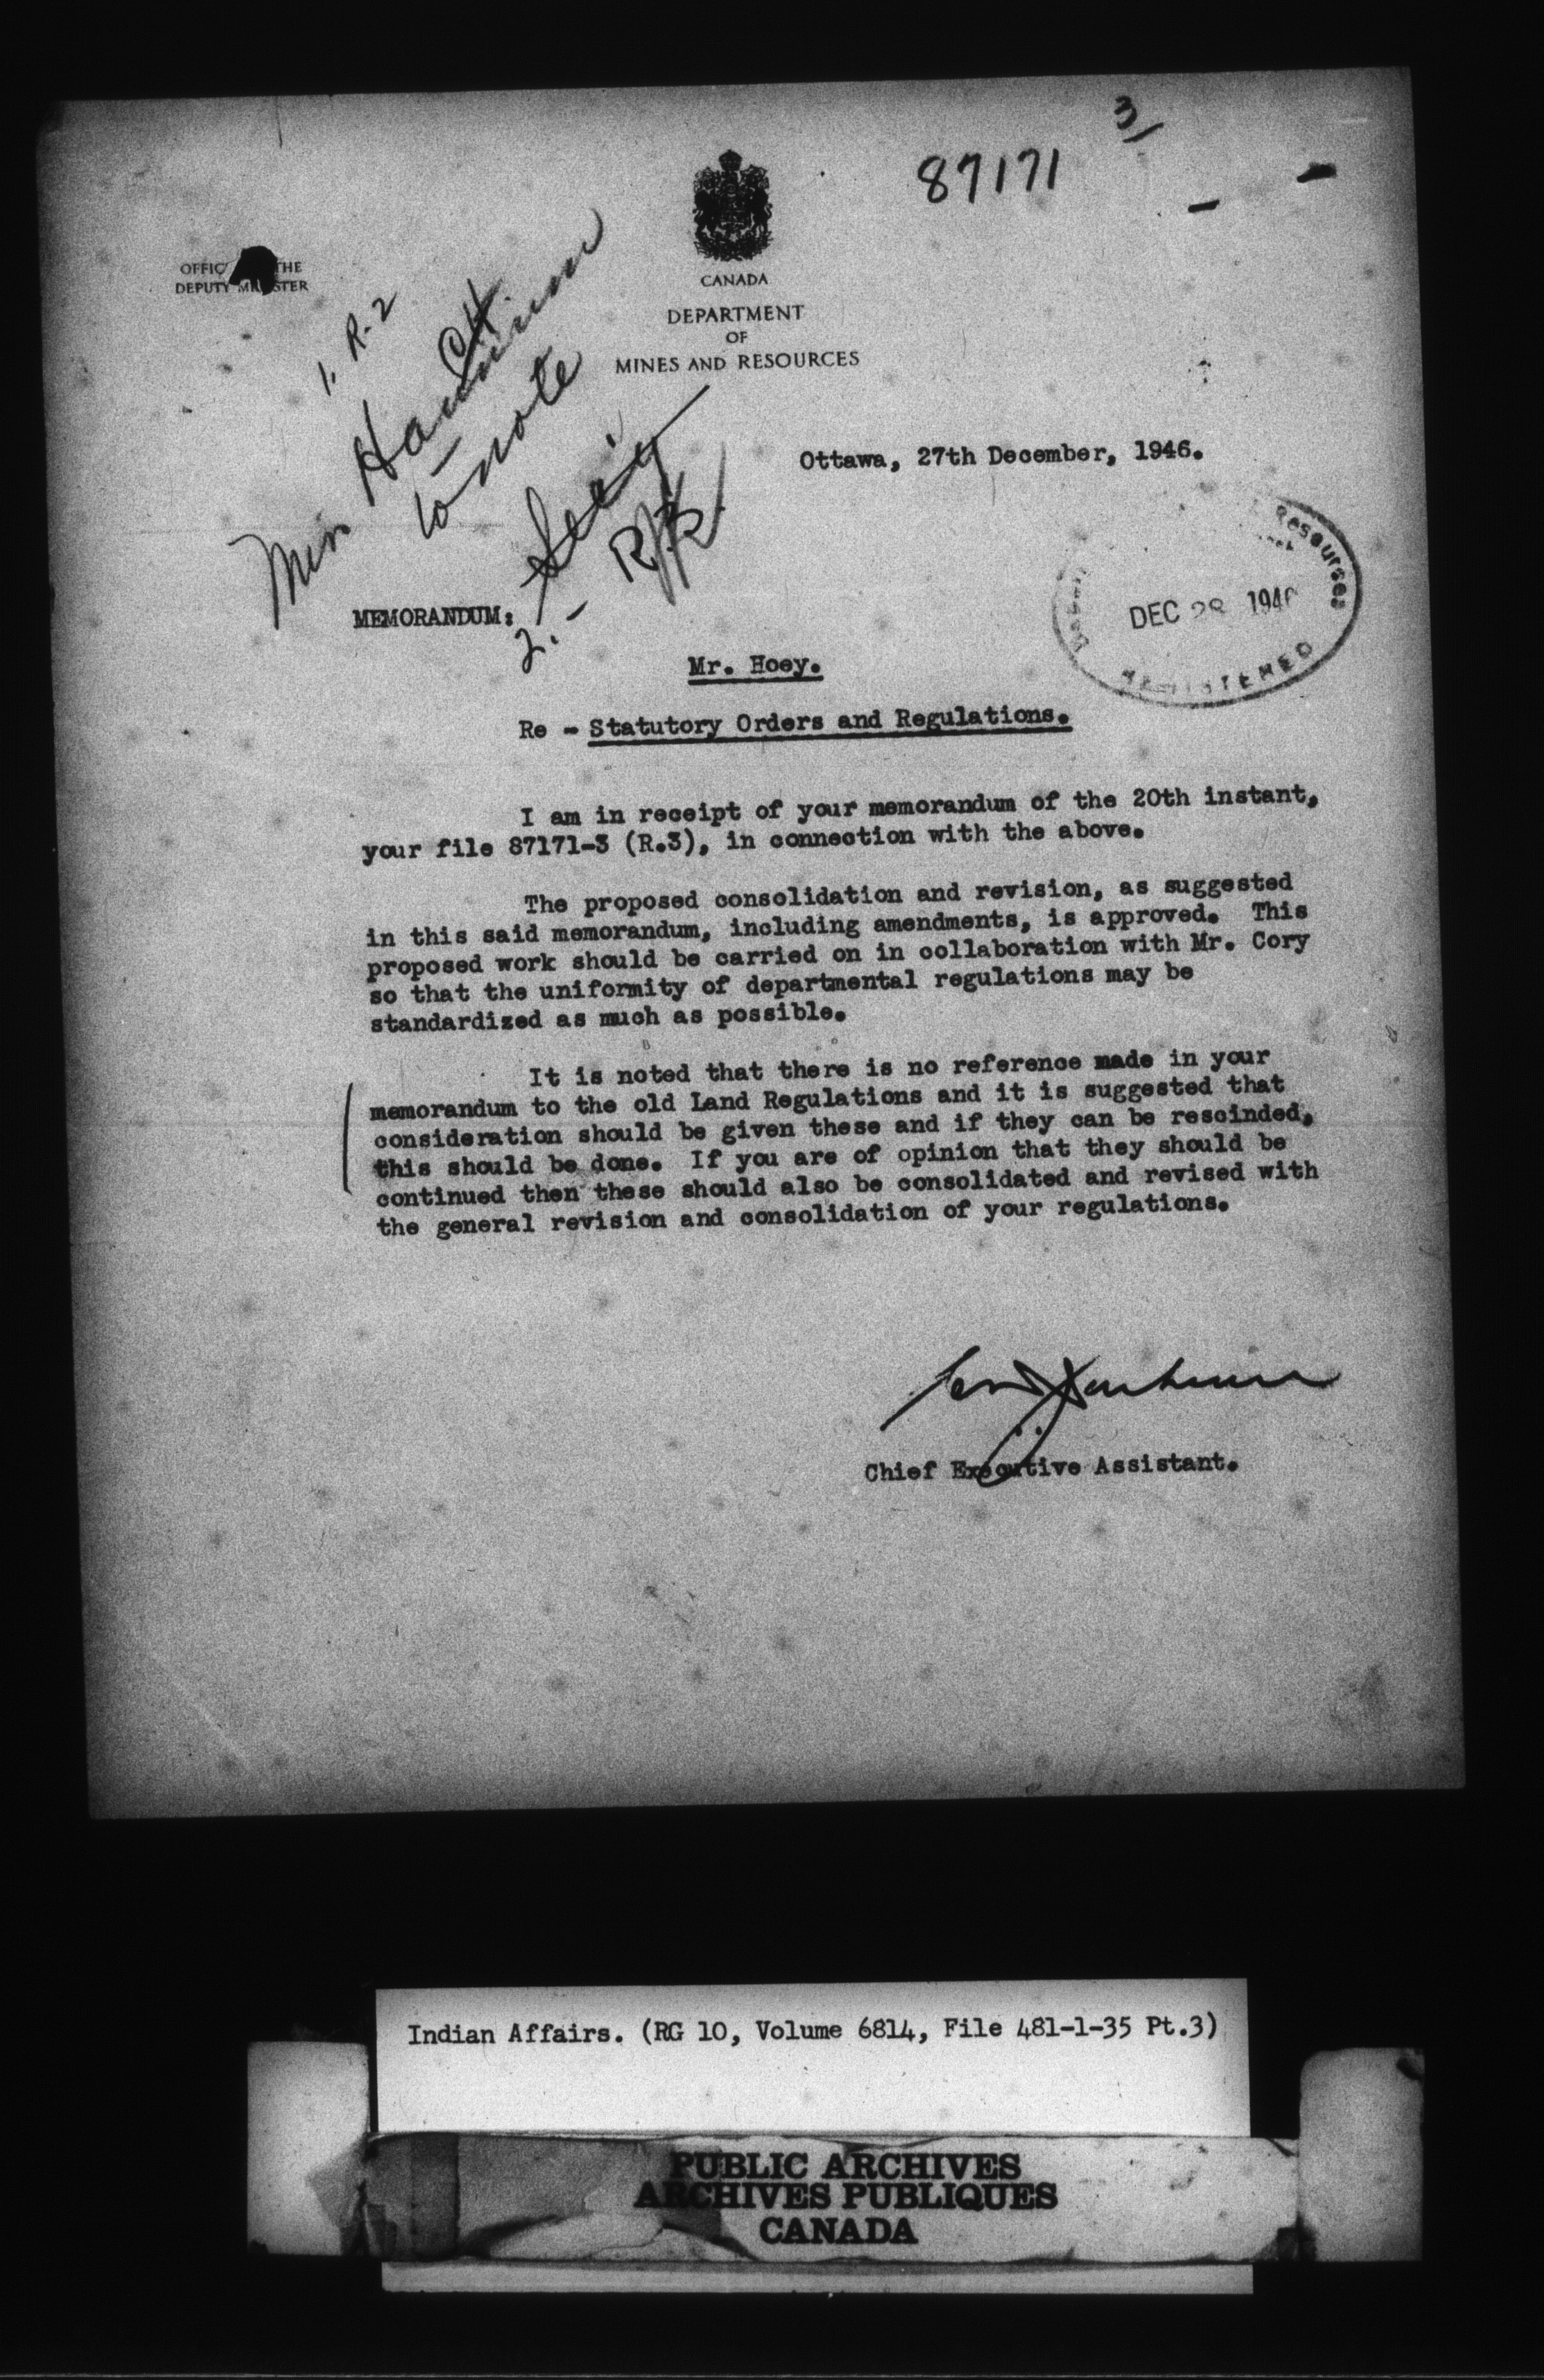 3
87171
OFFICE THE
DEPUTY MINISTER
CANADA
DEPARTMENT
OF
MINES AND RESOURCES
1. R-2
to note
Ottawa, 27th December, 1946.
Resources
DEC 28 1946
REGISTERED
MEMORANDUM:
2.-
Mr. Hoey.
Re - Statutory Orders and Regulations.
I am in receipt of your memorandum of the 20th instant,
your file 87171-3 (R.3), in connection with the above.
The proposed consolidation and revision, as suggested
in this said memorandum, including amendments, is approved. This
proposed work should be carried on in collaboration with Mr. Cory
so that the uniformity of departmental regulations may be
standardized as much as possible.
It is noted that there is no reference made in your
memorandum to the old Land Regulations and it is suggested that
consideration should be given these and if they can be rescinded,
this should be done. If you are of opinion that they should be
continued then these should also be consolidated and revised with
the general revision and consolidation of your regulations.
Chief Executive Assistant.
Indian Affairs. (RG 10, Volume 6814, File 481-1-35 Pt.3)
PUBLIC ARCHIVES
ARCHIVES PUBLIQUES
CANADA